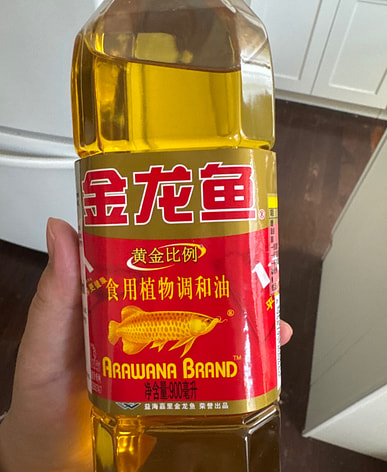 金龙鱼®
黄金比例®
食用植物调和油
®
ARAWANA BRAND™
净含量:900毫升
益海嘉里金龙鱼 荣誉出品